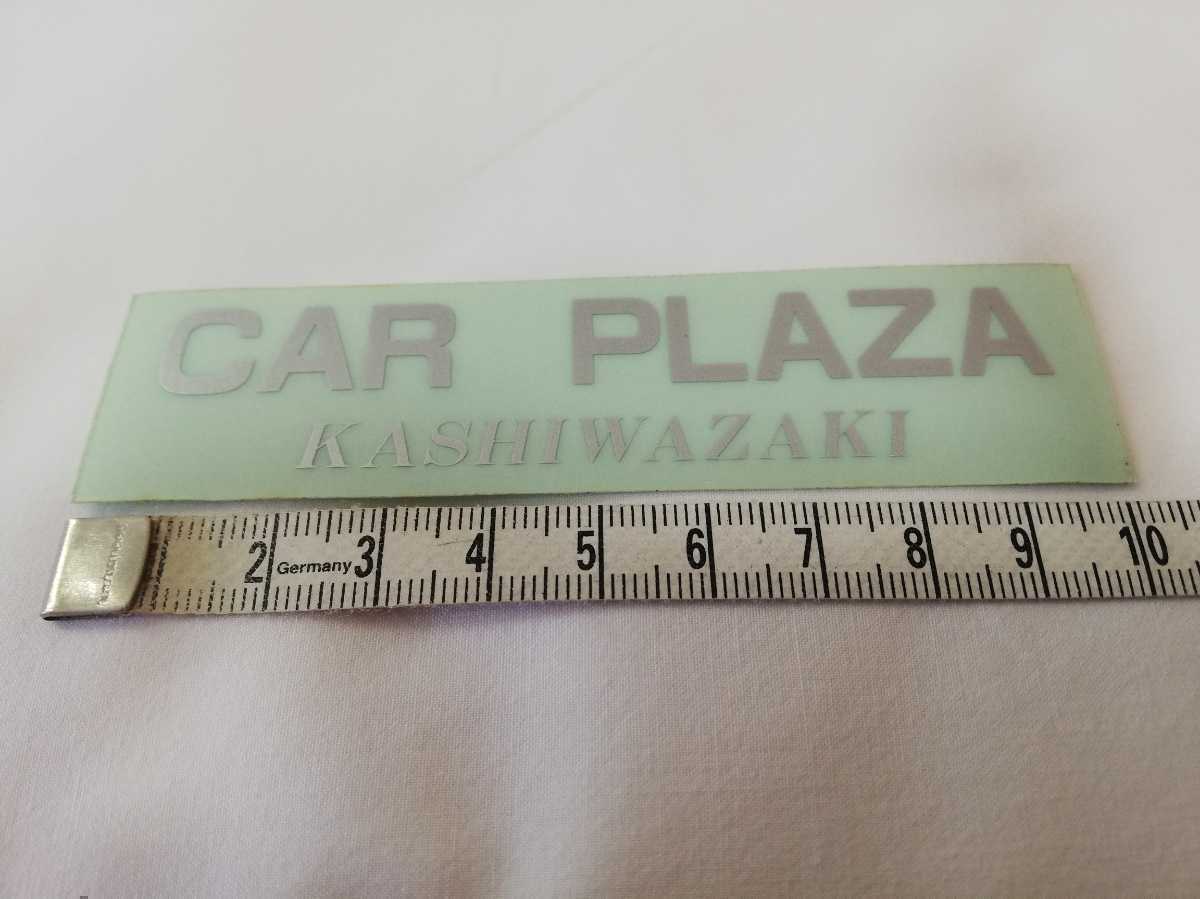 CAR PLAZA
KASHIWAZAKI
2 Germany 3 4 5 6 7 8 9 10